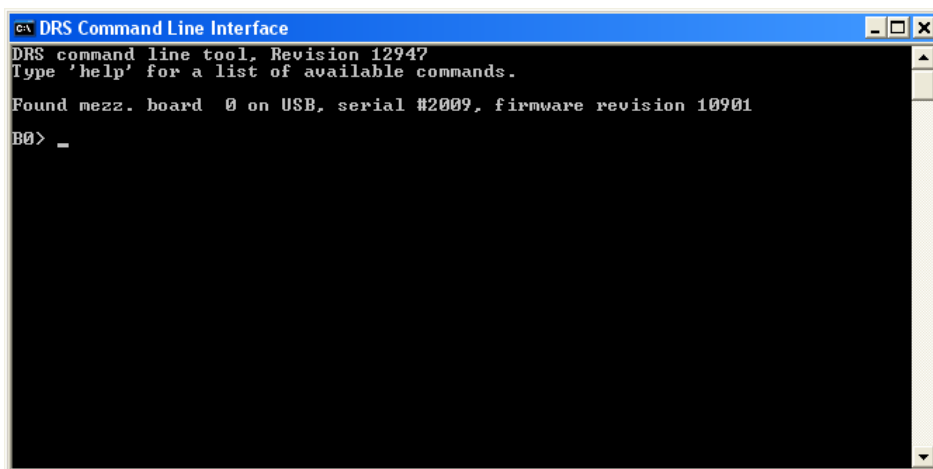 DRS Command Line Interface
DRS command line tool, Revision 12947
Type 'help' for a list of available commands.
Found mezz. board  0 on USB, serial #2009, firmware revision 10901
B0> _